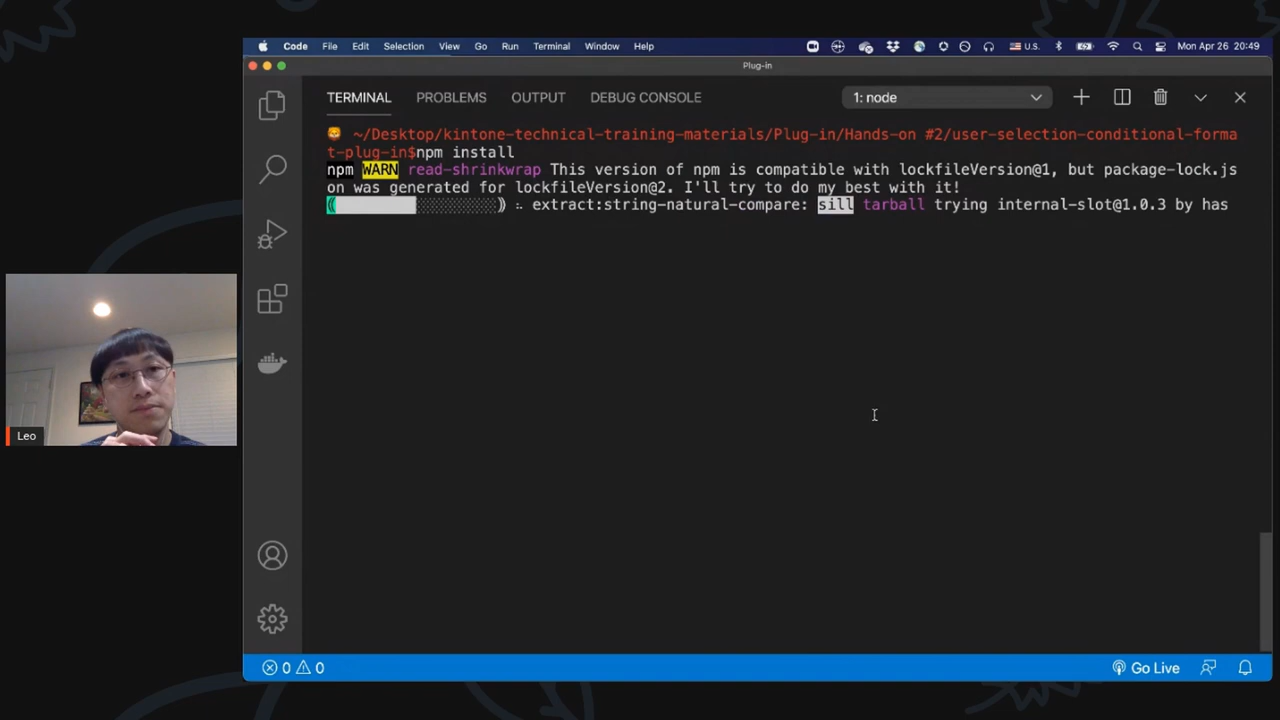 Code File Edit Selection View Go Run Terminal Window Help U.S. Mon Apr 26 20:49
Plug-in
TERMINAL PROBLEMS OUTPUT DEBUG CONSOLE 1: node
~/Desktop/kintone-technical-training-materials/Plug-in/Hands-on #2/user-selection-conditional-forma
t-plug-in$npm install
npm WARN read-shrinkwrap This version of npm is compatible with lockfileVersion@1, but package-lock.js
on was generated for lockfileVersion@2. I'll try to do my best with it!
extract:string-natural-compare: sill tarball trying internal-slot@1.0.3 by has
Leo
0 0 Go Live